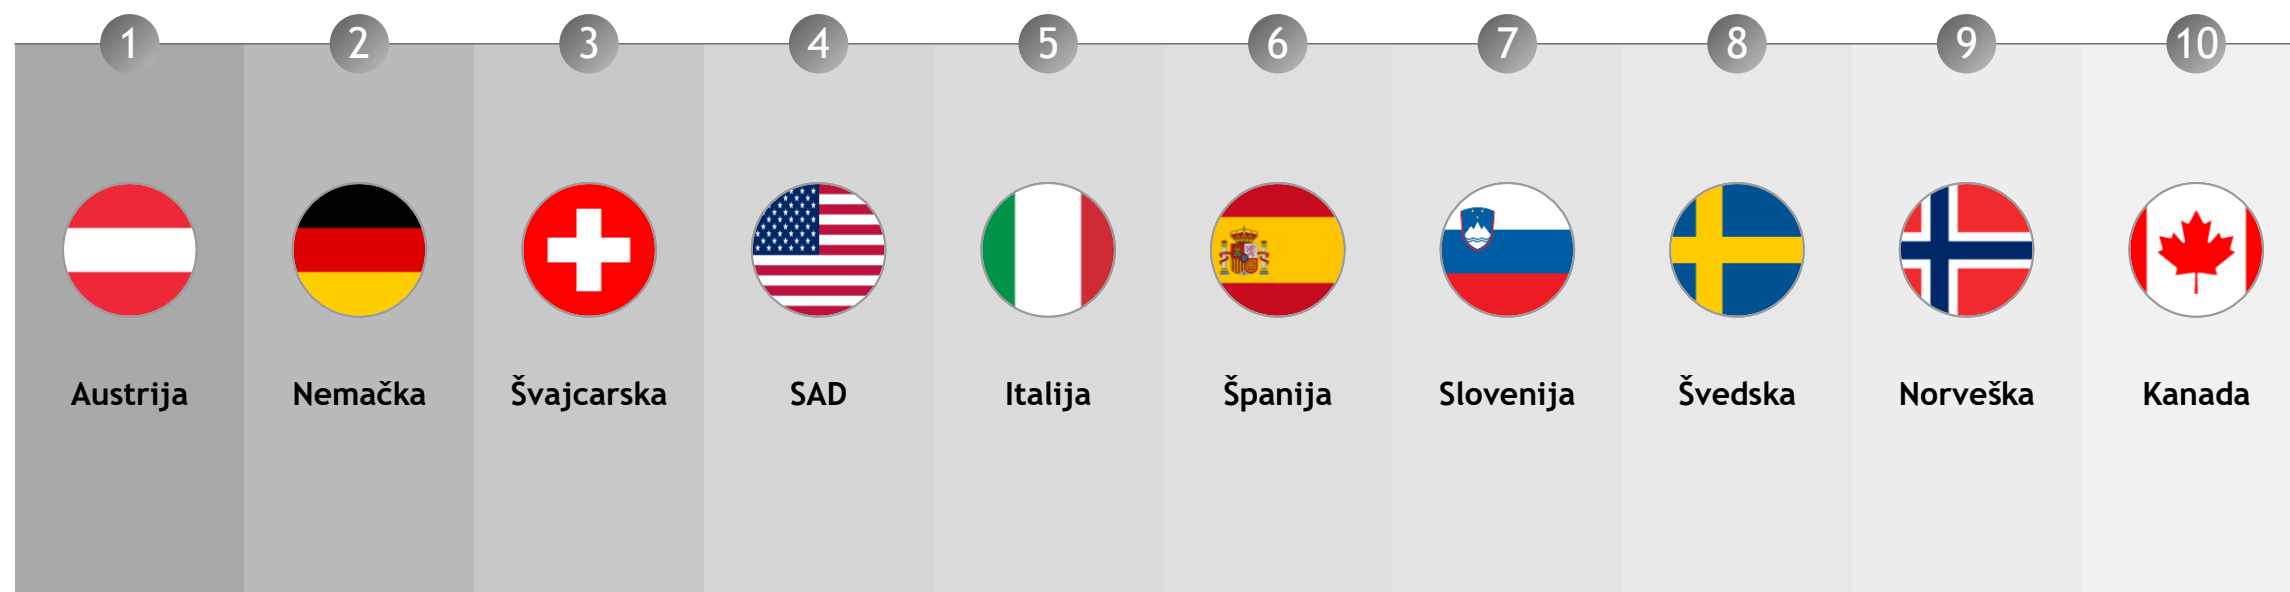 1 2 3 4 5 6 7 8 9 10
Austrija Nemačka Švajcarska SAD Italija Španija Slovenija Švedska Norveška Kanada